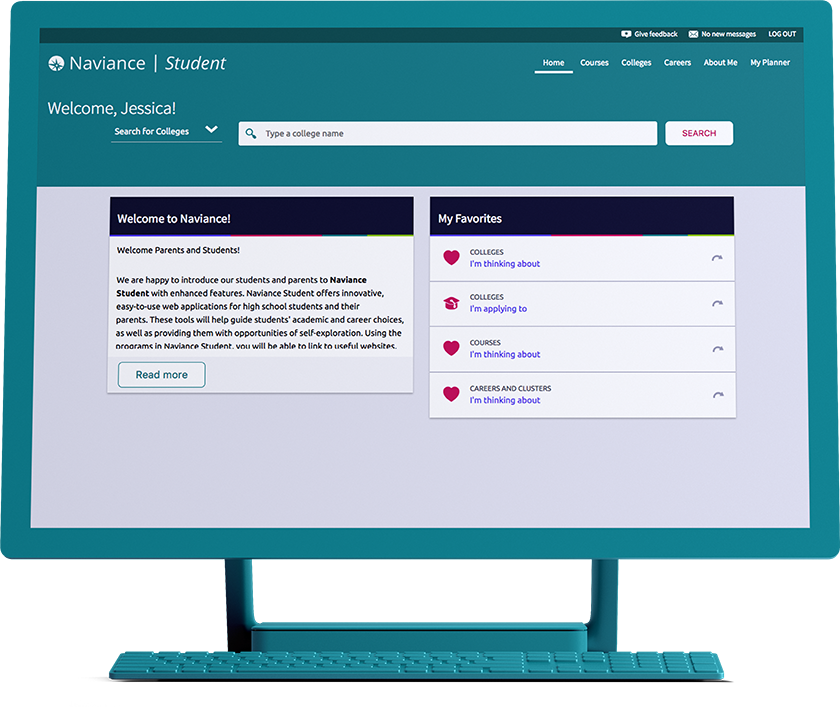 Give feedback No new messages LOG OUT
Naviance | Student
Home Courses Colleges Careers About Me My Planner
Welcome, Jessica!
Search for Colleges
Type a college name
SEARCH
Welcome to Naviance!
Welcome Parents and Students!
We are happy to introduce our students and parents to Naviance
Student with enhanced features. Naviance Student offers innovative,
easy-to-use web applications for high school students and their
parents. These tools will help guide students' academic and career choices,
as well as providing them with opportunities of self-exploration. Using the
programs in Naviance Student, you will be able to link to useful websites,
Read more
My Favorites
COLLEGES
I'm thinking about
COLLEGES
I'm applying to
COURSES
I'm thinking about
CAREERS AND CLUSTERS
I'm thinking about